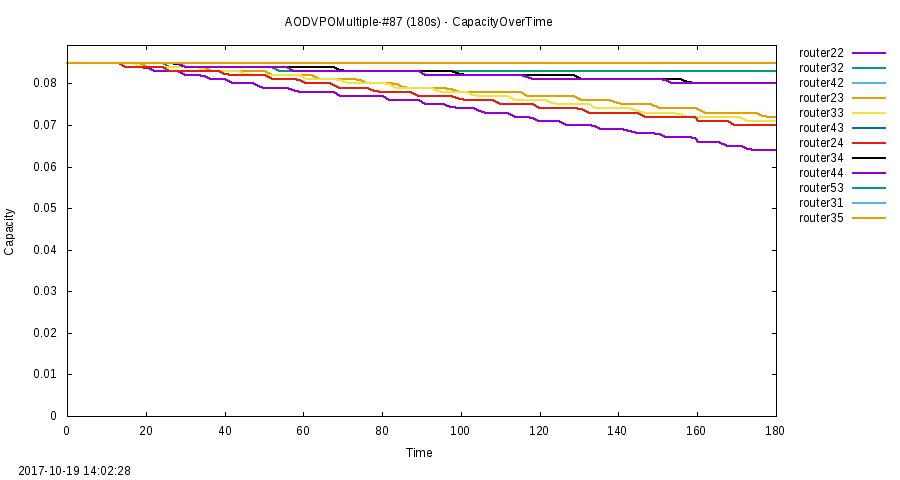 AODVPOMultiple-#87 (180s) - CapacityOverTime
router22
router32
router42
router23
router33
router43
router24
router34
router44
router53
router31
router35
0.08
0.07
0.06
0.05
0.04
0.03
0.02
0.01
0
Capacity
0 20 40 60 80 100 120 140 160 180
Time
2017-10-19 14:02:28